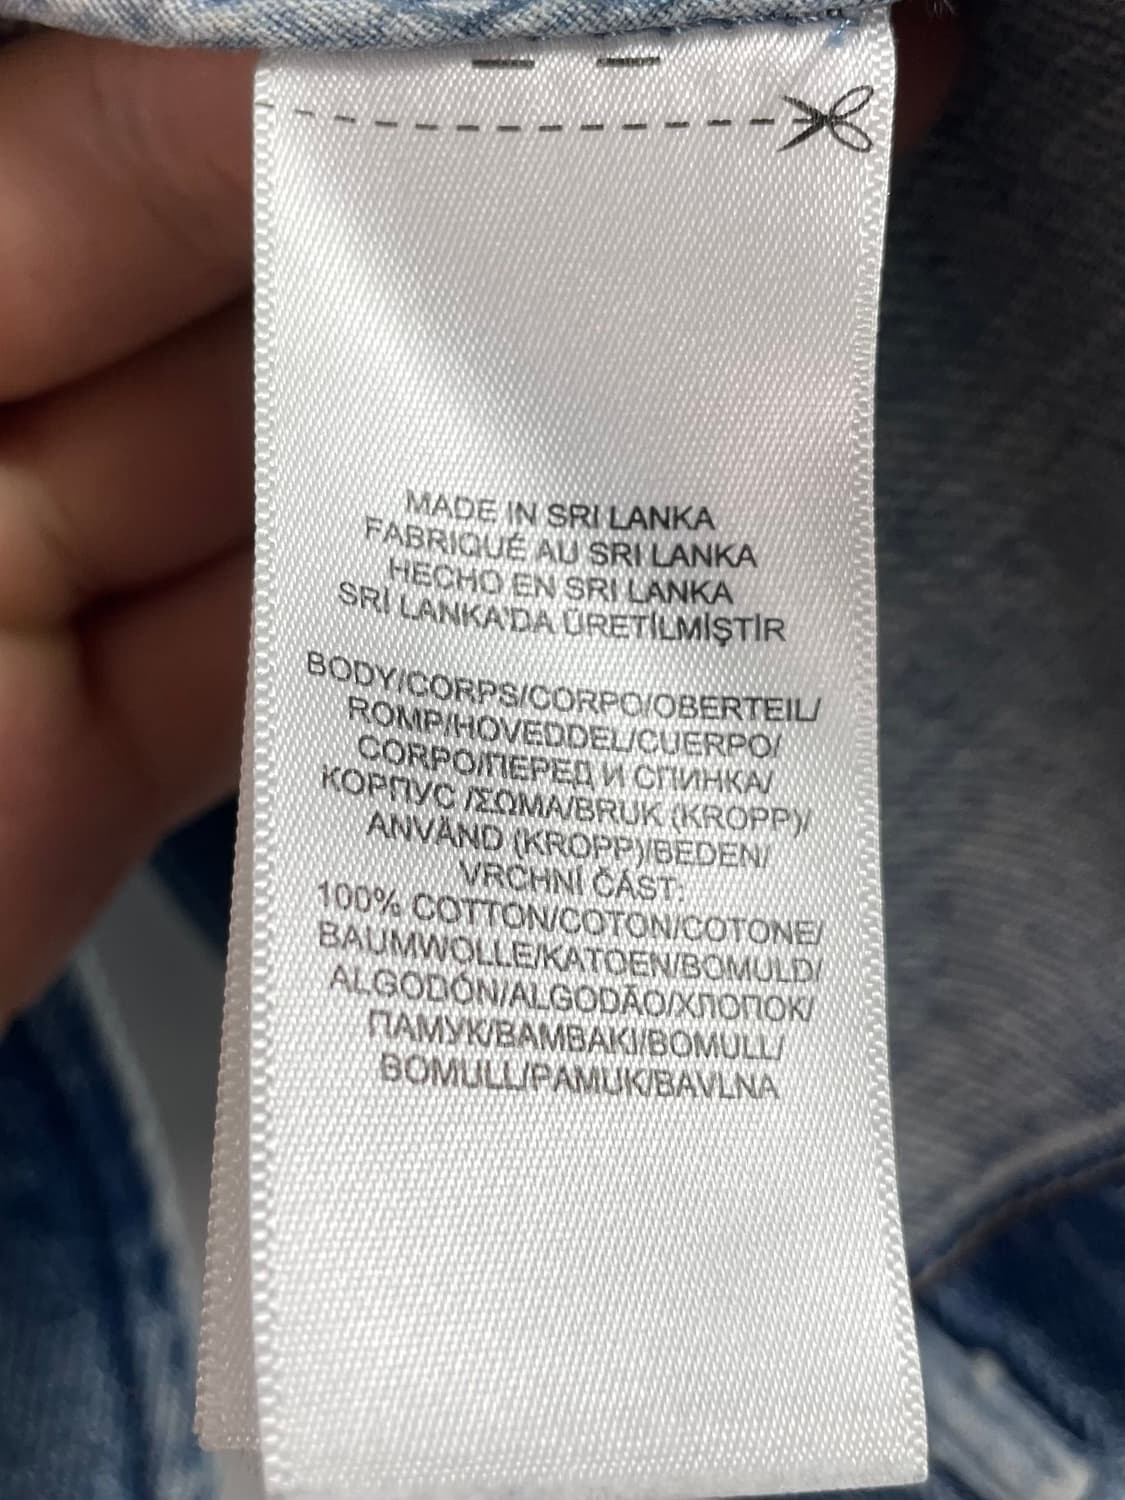 MADE IN SRI LANKA
FABRIQUÉ AU SRI LANKA
HECHO EN SRI LANKA
SRİ LANKA'DA ÜRETİLMİŞTİR
BODY/CORPS/CORPO/OBERTEIL/
ROMP/HOVEDDEL/CUERPO/
CORPO/ПЕРЕД И СПИНКА/
КОРПУС /ΣΩΜΑ/BRUK (KROPP)/
ANVÄND (KROPP)/BEDEN/
VRCHNÍ ČÁST:
100% COTTON/COTON/COTONE/
BAUMWOLLE/KATOEN/BOMULD/
ALGODÓN/ALGODÃO/ХЛОПОК/
ПАМУК/ΒΑΜΒΑΚΙ/BOMULL/
BOMULL/PAMUK/BAVLNA